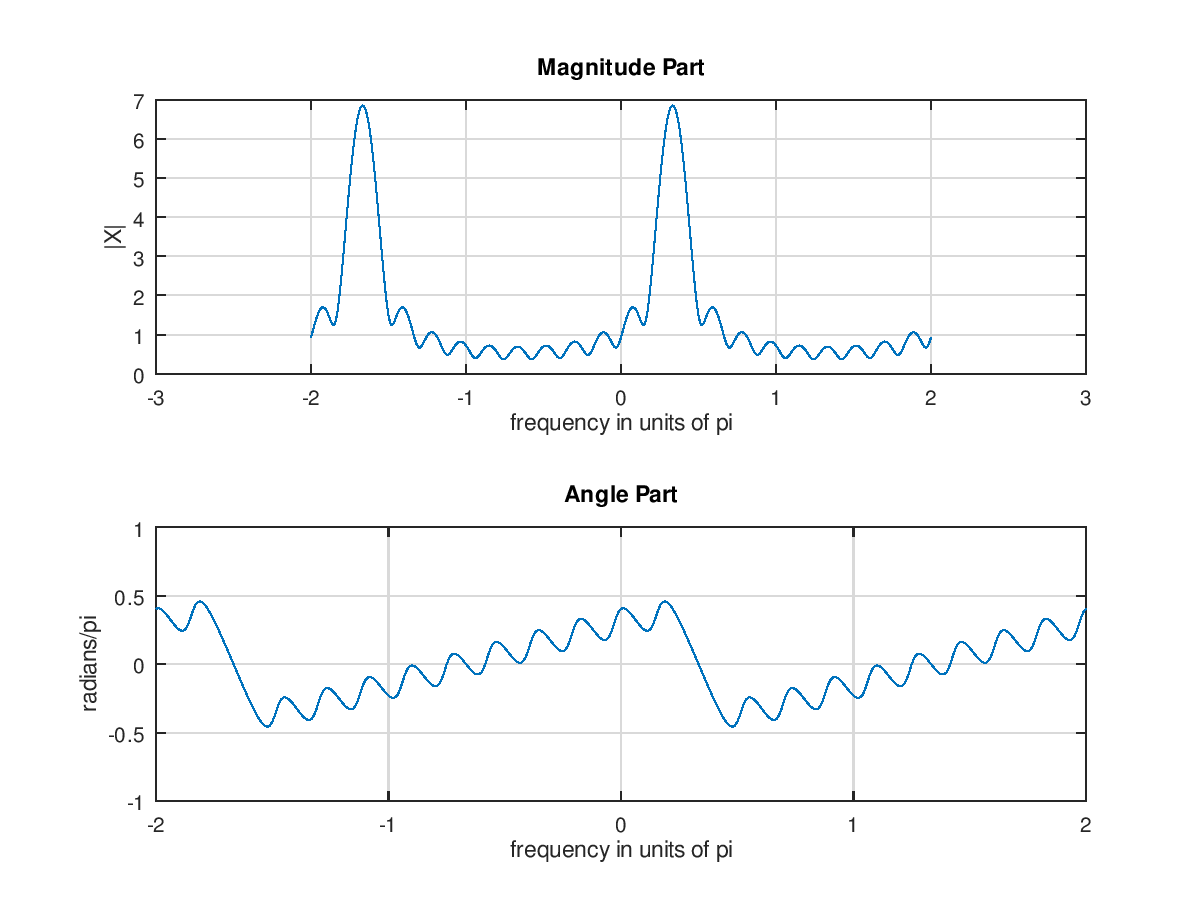 Magnitude Part
7
6
5
4
3
2
1
0
|X|
-3 -2 -1 0 1 2 3
frequency in units of pi
Angle Part
1
0.5
0
-0.5
-1
radians/pi
-2 -1 0 1 2
frequency in units of pi